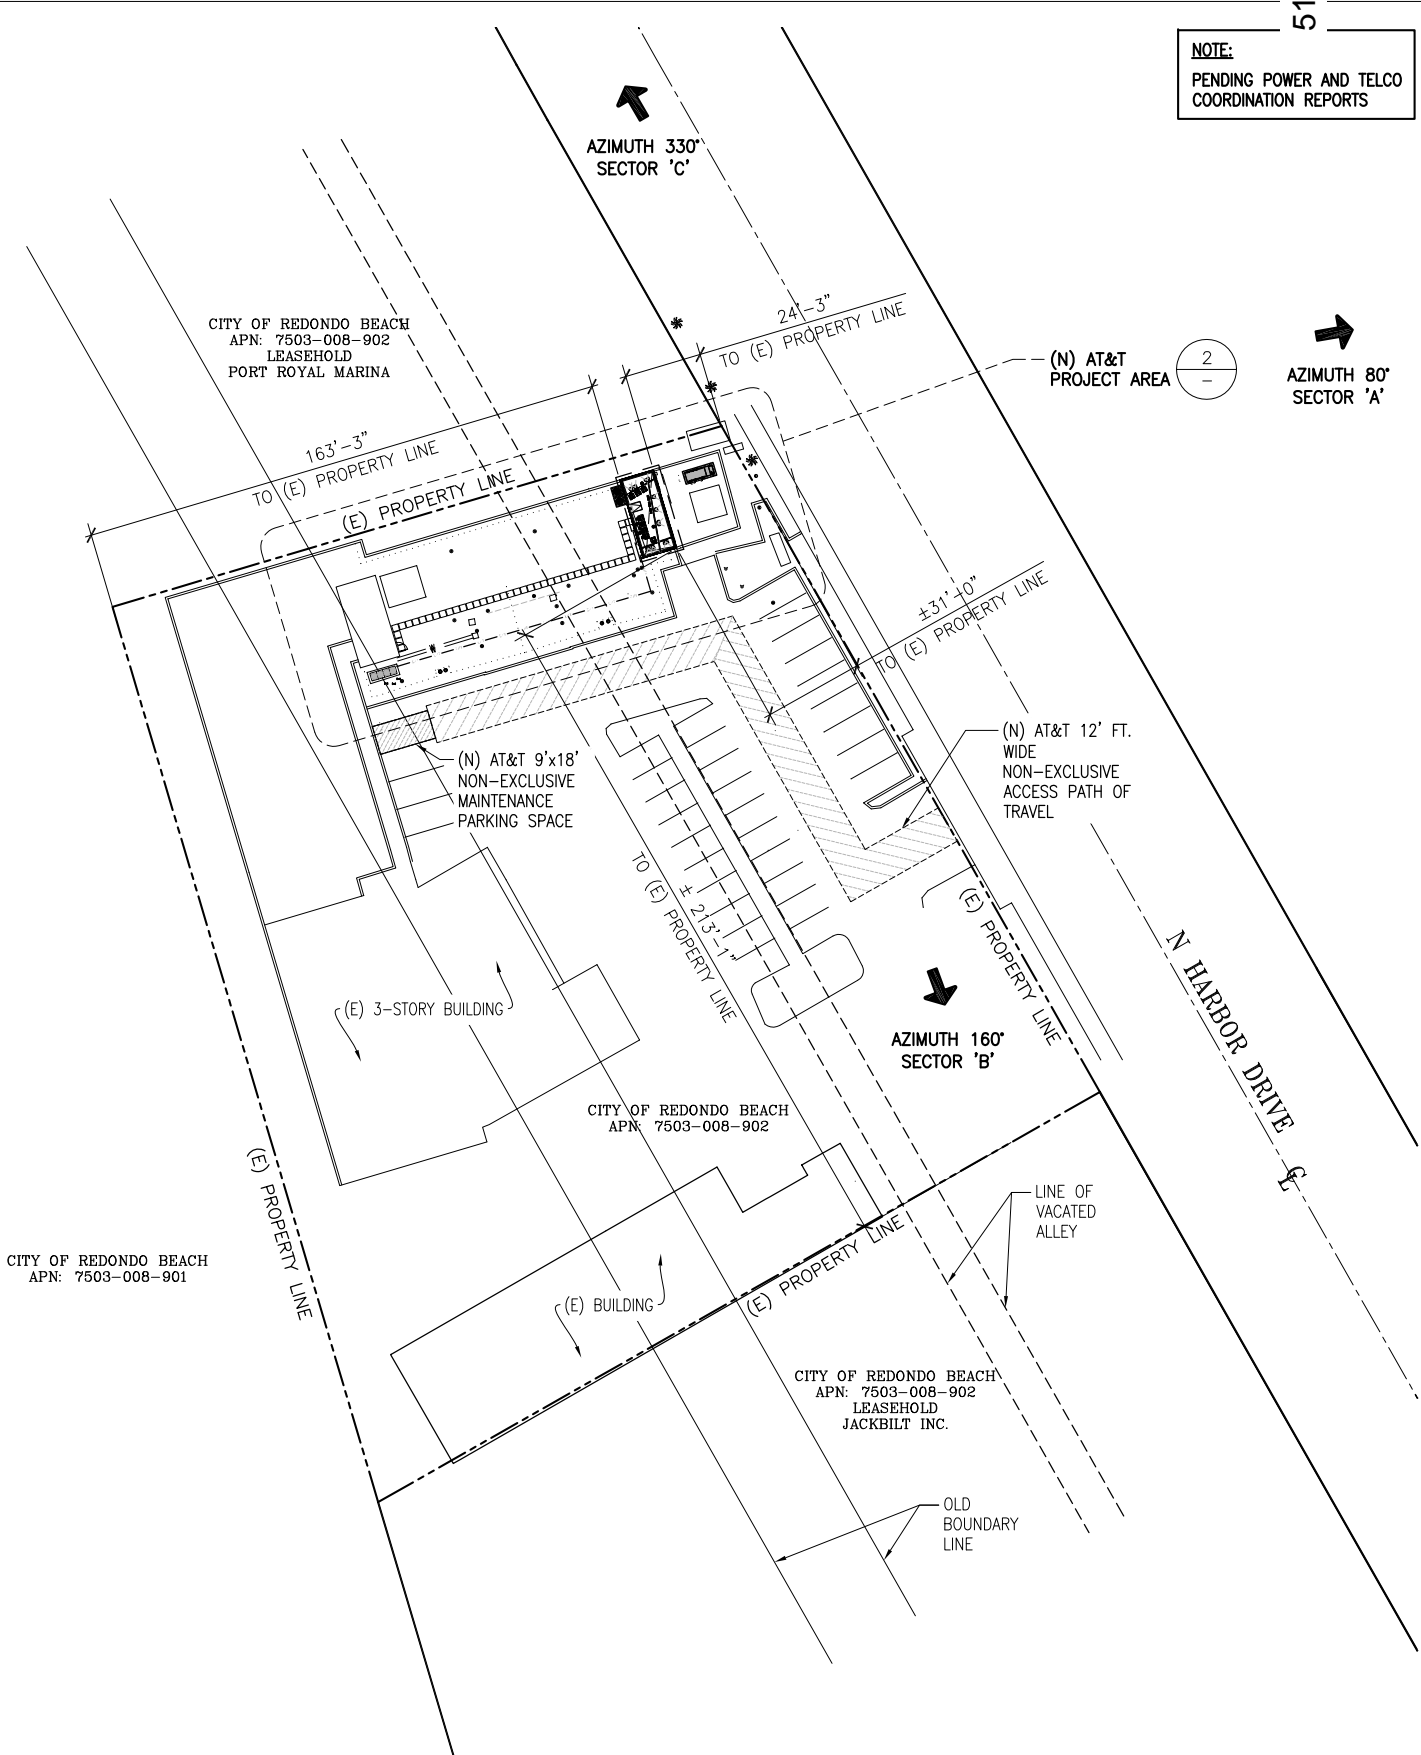 51
NOTE:
PENDING POWER AND TELCO
COORDINATION REPORTS
AZIMUTH 330°
SECTOR 'C'
24'-3"
TO (E) PROPERTY LINE
CITY OF REDONDO BEACH
APN: 7503-008-902
LEASEHOLD
PORT ROYAL MARINA
(N) AT&T
PROJECT AREA
2
-
AZIMUTH 80°
SECTOR 'A'
163'-3"
TO (E) PROPERTY LINE
(E) PROPERTY LINE
±31'-0"
TO (E) PROPERTY LINE
(N) AT&T 9'x18'
NON-EXCLUSIVE
MAINTENANCE
PARKING SPACE
(N) AT&T 12' FT.
WIDE
NON-EXCLUSIVE
ACCESS PATH OF
TRAVEL
± 213'-1"
TO (E) PROPERTY LINE
(E) PROPERTY LINE
N HARBOR DRIVE
℄
(E) 3-STORY BUILDING
AZIMUTH 160°
SECTOR 'B'
CITY OF REDONDO BEACH
APN: 7503-008-902
(E) PROPERTY LINE
LINE OF
VACATED
ALLEY
CITY OF REDONDO BEACH
APN: 7503-008-901
(E) PROPERTY LINE
(E) BUILDING
CITY OF REDONDO BEACH
APN: 7503-008-902
LEASEHOLD
JACKBILT INC.
OLD
BOUNDARY
LINE